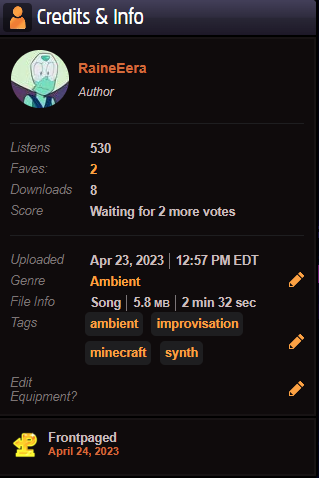 Credits & Info
RaineEera
Author
Listens 530
Faves: 2
Downloads 8
Score Waiting for 2 more votes
Uploaded Apr 23, 2023 | 12:57 PM EDT
Genre Ambient
File Info Song | 5.8 MB | 2 min 32 sec
Tags ambient improvisation
minecraft synth
Edit
Equipment?
Frontpaged
April 24, 2023